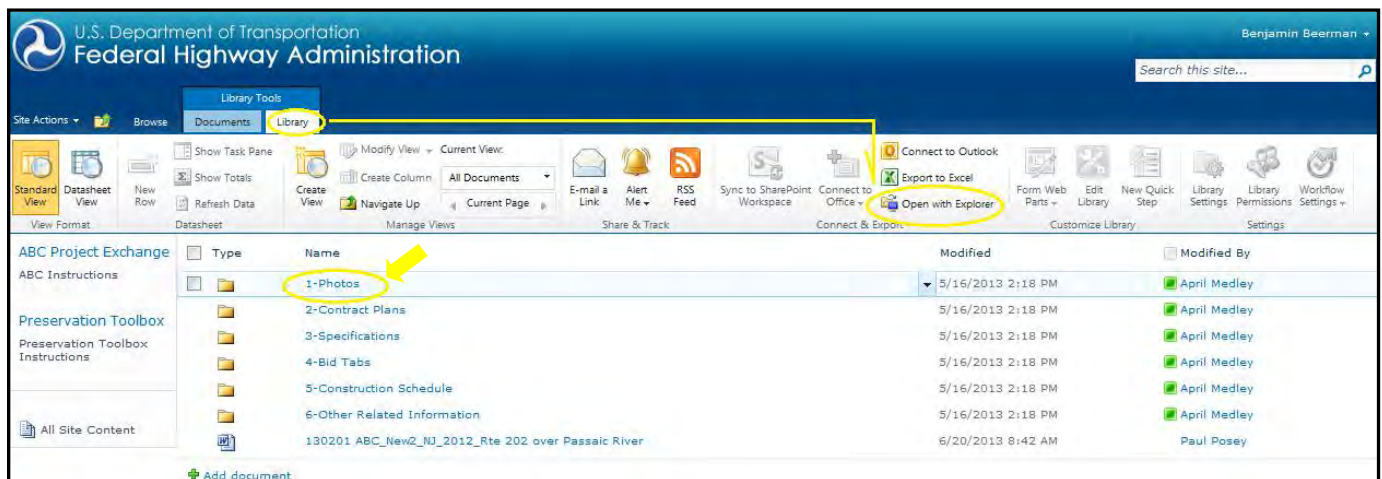 U.S. Department of Transportation
Federal Highway Administration
Benjamin Beerman
Search this site...
Library Tools
Site Actions Browse Documents Library
Standard View
Datasheet View
New Row
View Format
Show Task Pane
Show Totals
Refresh Data
Datasheet
Create View
Modify View
Create Column
Navigate Up
Current View:
All Documents
Current Page
Manage Views
E-mail a Link
Alert Me
RSS Feed
Share & Track
Sync to SharePoint Workspace
Connect to Office
Connect to Outlook
Export to Excel
Open with Explorer
Connect & Export
Form Web Parts
Edit Library
New Quick Step
Customize Library
Library Settings
Library Permissions
Workflow Settings
Settings
ABC Project Exchange
ABC Instructions
Preservation Toolbox
Preservation Toolbox
Instructions
All Site Content
Type Name Modified Modified By
1-Photos 5/16/2013 2:18 PM April Medley
2-Contract Plans 5/16/2013 2:18 PM April Medley
3-Specifications 5/16/2013 2:18 PM April Medley
4-Bid Tabs 5/16/2013 2:18 PM April Medley
5-Construction Schedule 5/16/2013 2:18 PM April Medley
6-Other Related Information 5/16/2013 2:18 PM April Medley
130201 ABC_New2_NJ_2012_Rte 202 over Passaic River 6/20/2013 8:42 AM Paul Posey
Add document